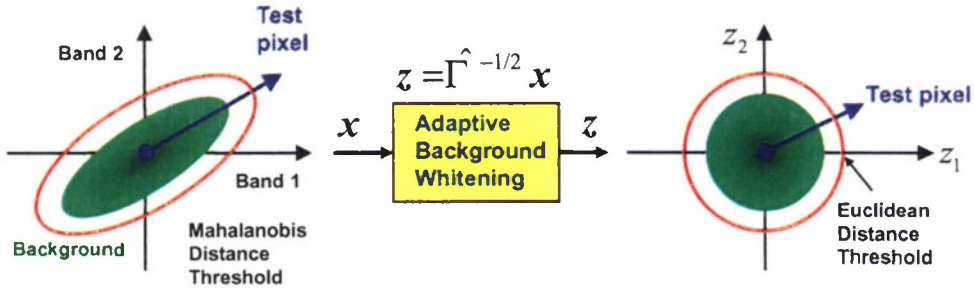 Test
pixel
Band 2
Band 1
Background
Mahalanobis
Distance
Threshold
z = Γ̂ ^-1/2 x
x
Adaptive
Background
Whitening
z
z₂
Test pixel
z₁
Euclidean
Distance
Threshold